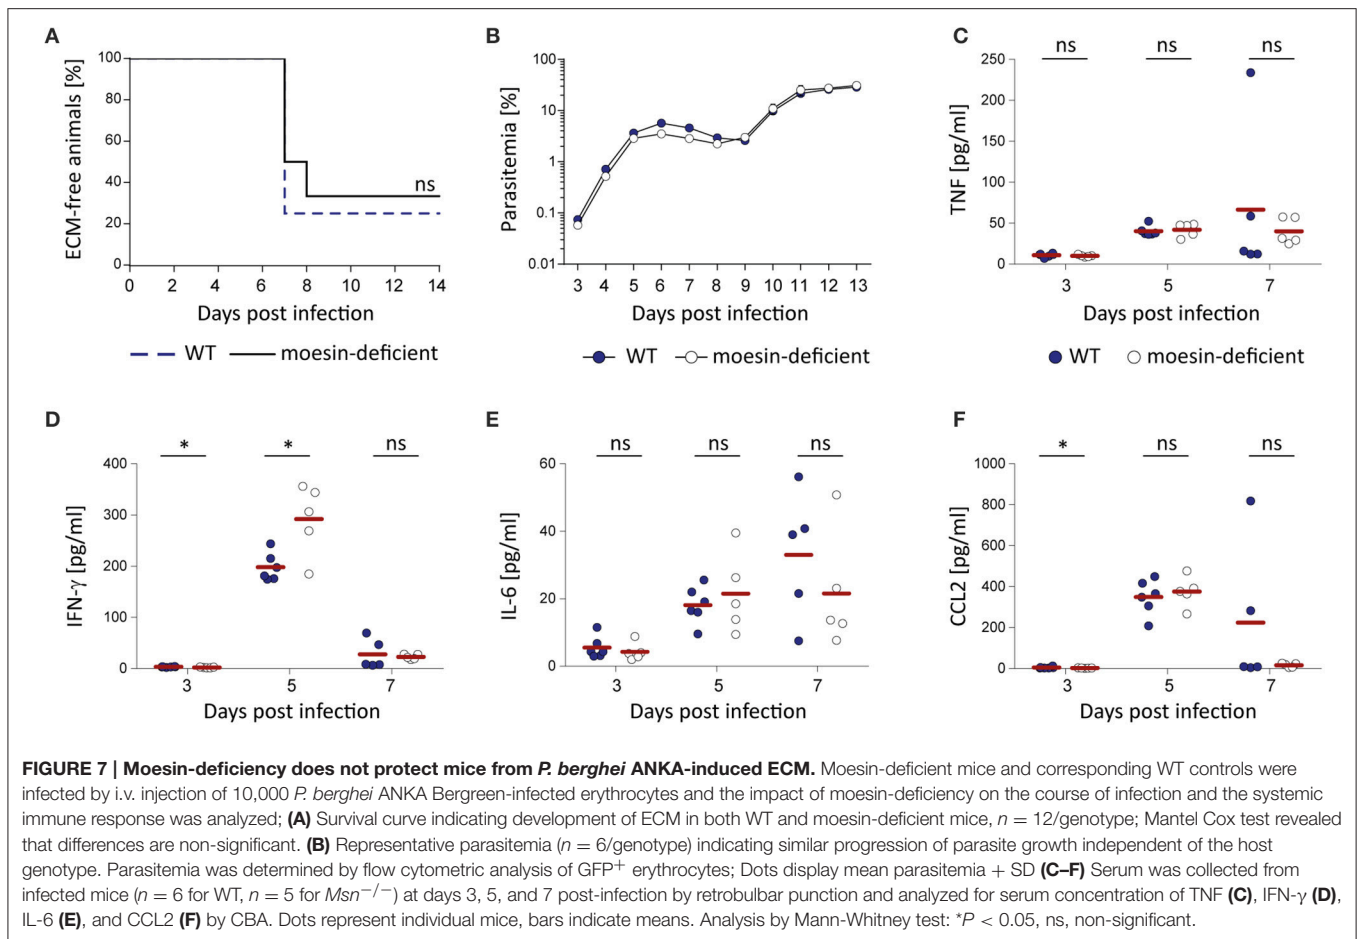 A
ECM-free animals [%]
100
80
60
40
20
0
ns
0 2 4 6 8 10 12 14
Days post infection
WT moesin-deficient
B
Parasitemia [%]
100
10
1
0.1
0.01
3 4 5 6 7 8 9 10 11 12 13
Days post infection
WT moesin-deficient
C
TNF [pg/ml]
ns ns ns
250
200
150
100
50
0
3 5 7
Days post infection
WT moesin-deficient
D
IFN-γ [pg/ml]
* * ns
400
300
200
100
0
3 5 7
Days post infection
E
IL-6 [pg/ml]
ns ns ns
60
40
20
0
3 5 7
Days post infection
F
CCL2 [pg/ml]
* ns ns
1000
800
600
400
200
0
3 5 7
Days post infection
FIGURE 7 | Moesin-deficiency does not protect mice from P. berghei ANKA-induced ECM. Moesin-deficient mice and corresponding WT controls were
infected by i.v. injection of 10,000 P. berghei ANKA Bergreen-infected erythrocytes and the impact of moesin-deficiency on the course of infection and the systemic
immune response was analyzed; (A) Survival curve indicating development of ECM in both WT and moesin-deficient mice, n = 12/genotype; Mantel Cox test revealed
that differences are non-significant. (B) Representative parasitemia (n = 6/genotype) indicating similar progression of parasite growth independent of the host
genotype. Parasitemia was determined by flow cytometric analysis of GFP+ erythrocytes; Dots display mean parasitemia + SD (C–F) Serum was collected from
infected mice (n = 6 for WT, n = 5 for Msn−/−) at days 3, 5, and 7 post-infection by retrobulbar punction and analyzed for serum concentration of TNF (C), IFN-γ (D),
IL-6 (E), and CCL2 (F) by CBA. Dots represent individual mice, bars indicate means. Analysis by Mann-Whitney test: *P < 0.05, ns, non-significant.